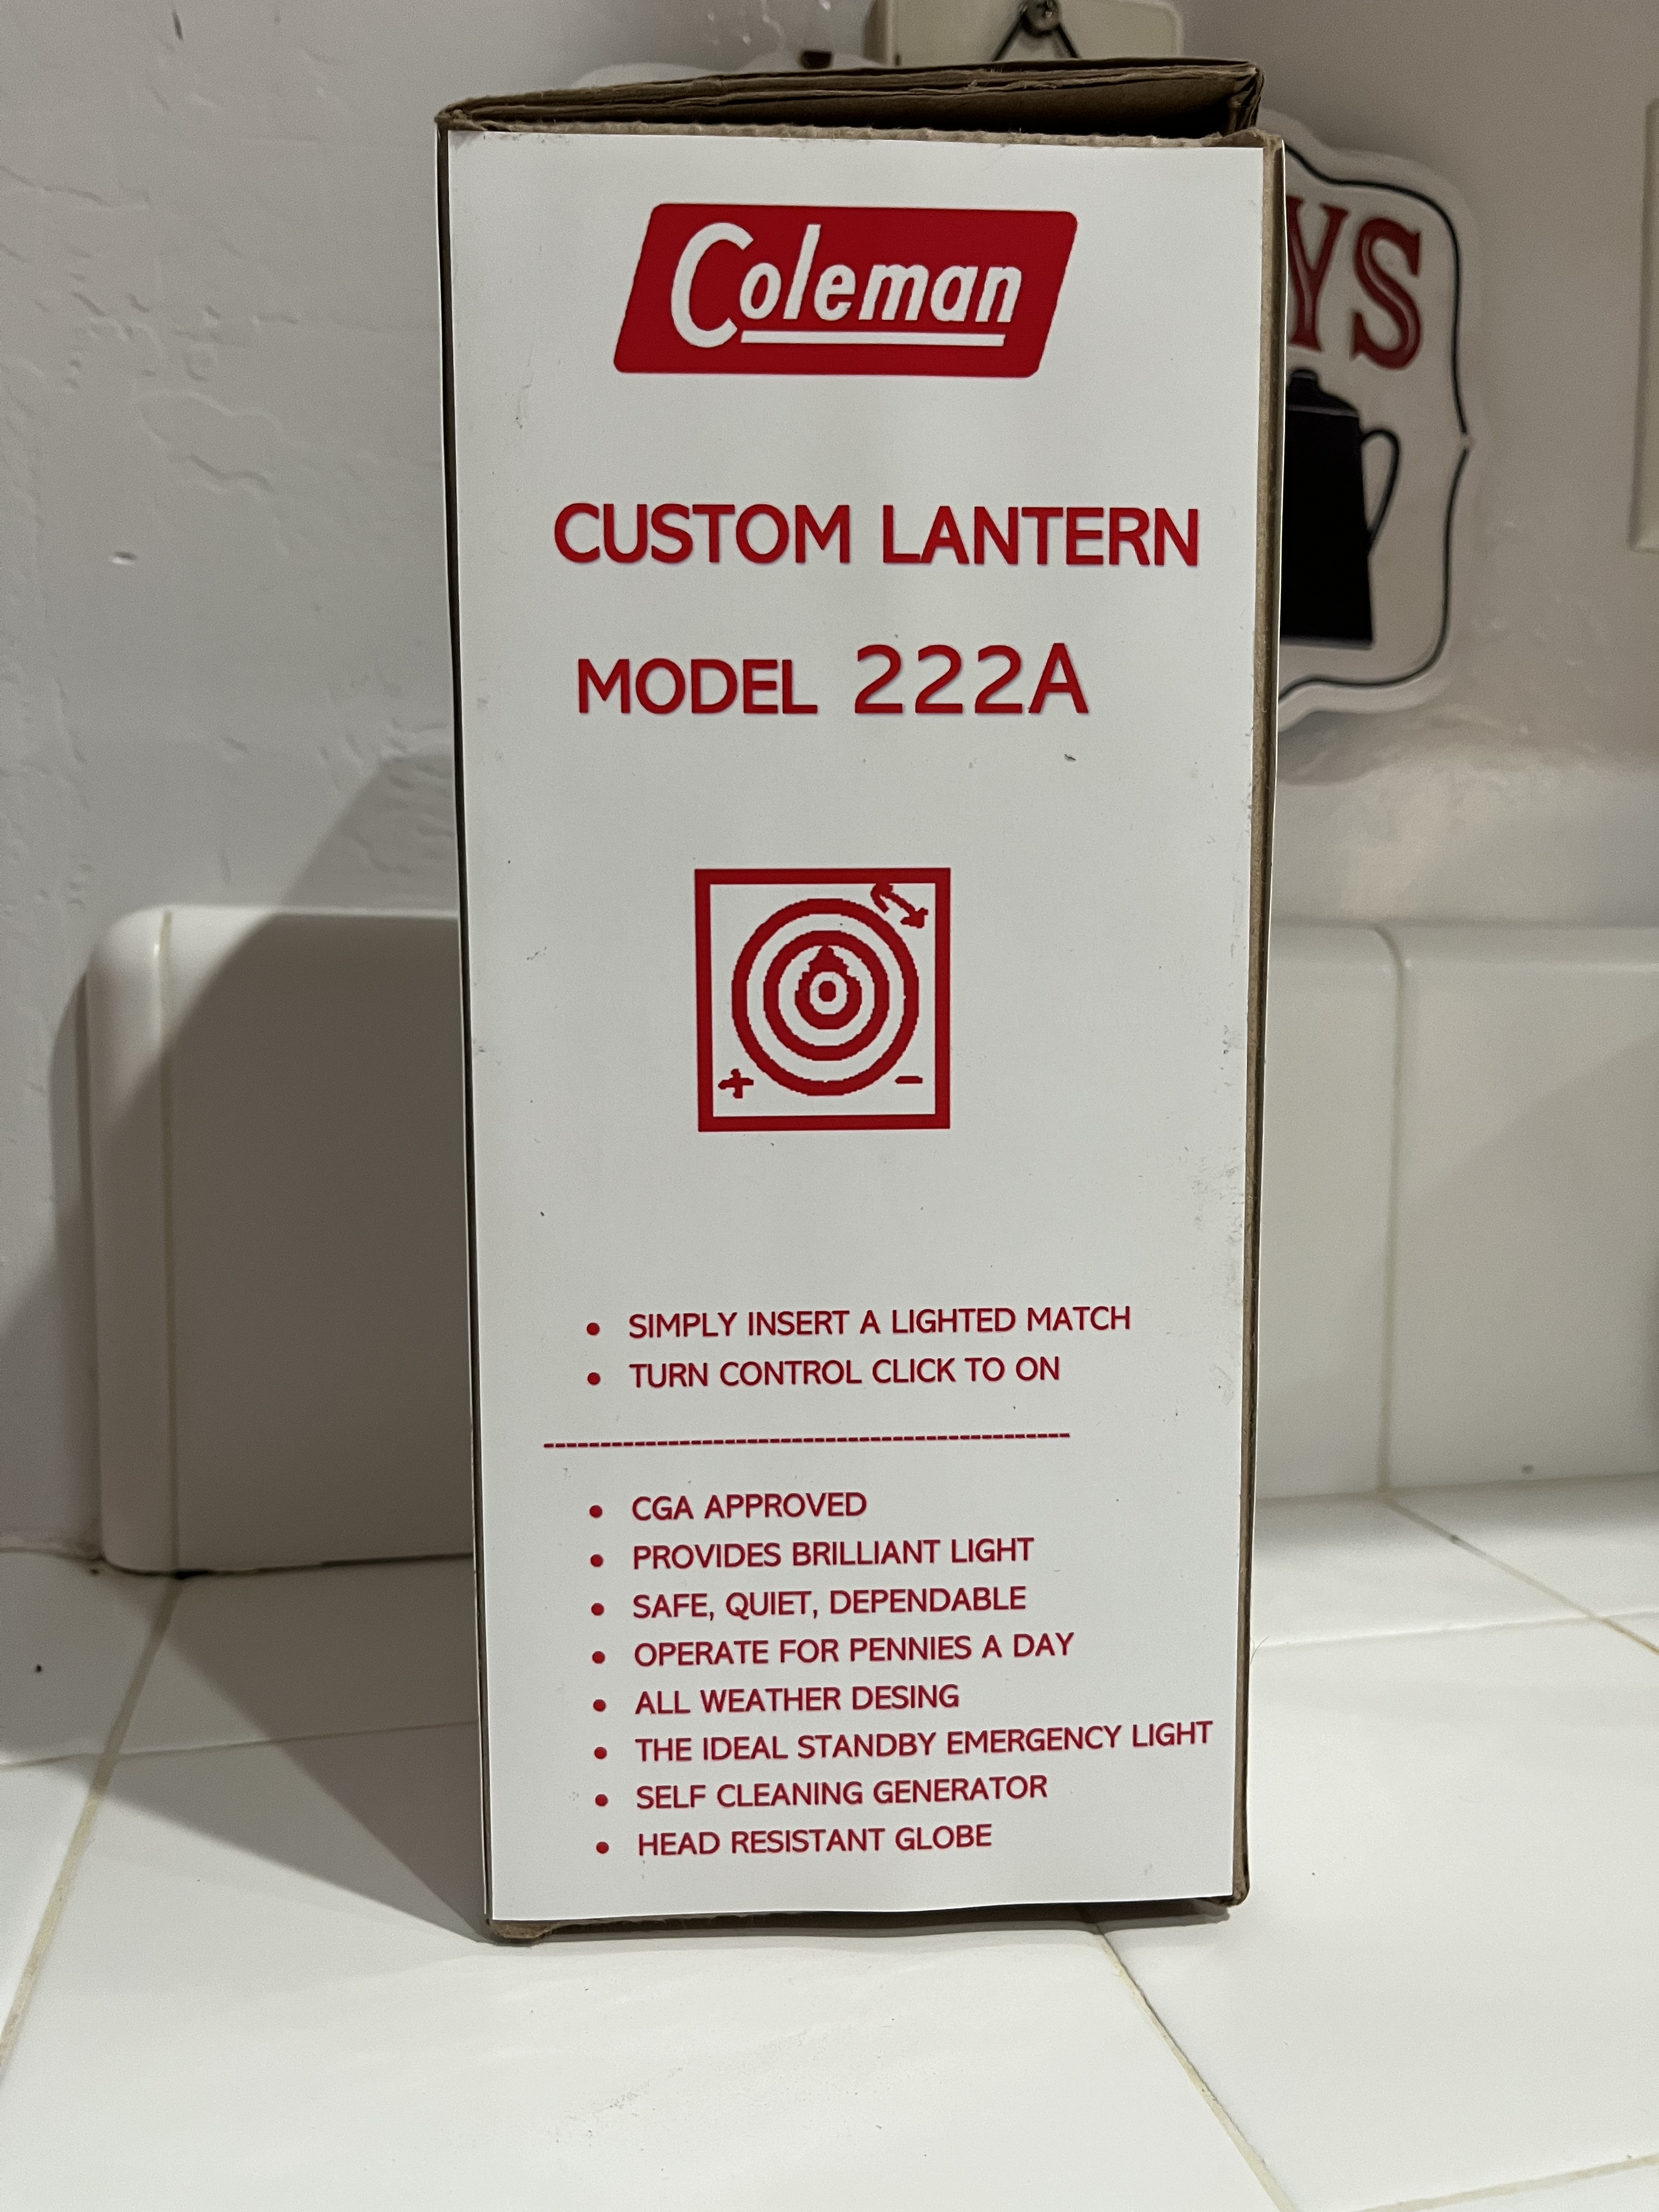 Coleman
YS
CUSTOM LANTERN
MODEL 222A
+ -
• SIMPLY INSERT A LIGHTED MATCH
• TURN CONTROL CLICK TO ON
-----------------------------------------------
• CGA APPROVED
• PROVIDES BRILLIANT LIGHT
• SAFE, QUIET, DEPENDABLE
• OPERATE FOR PENNIES A DAY
• ALL WEATHER DESING
• THE IDEAL STANDBY EMERGENCY LIGHT
• SELF CLEANING GENERATOR
• HEAD RESISTANT GLOBE